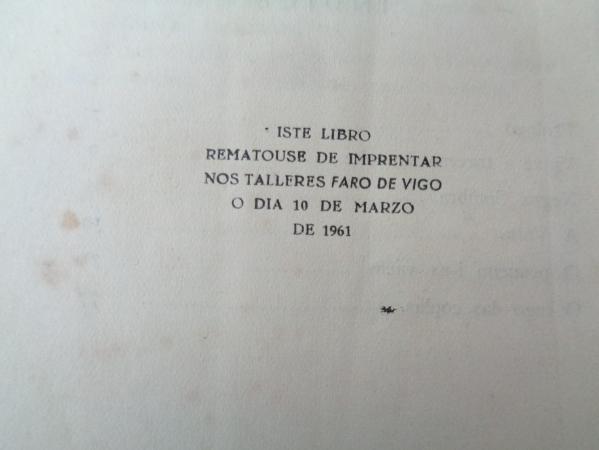 ISTE LIBRO
REMATOUSE DE IMPRENTAR
NOS TALLERES FARO DE VIGO
O DIA 10 DE MARZO
DE 1961